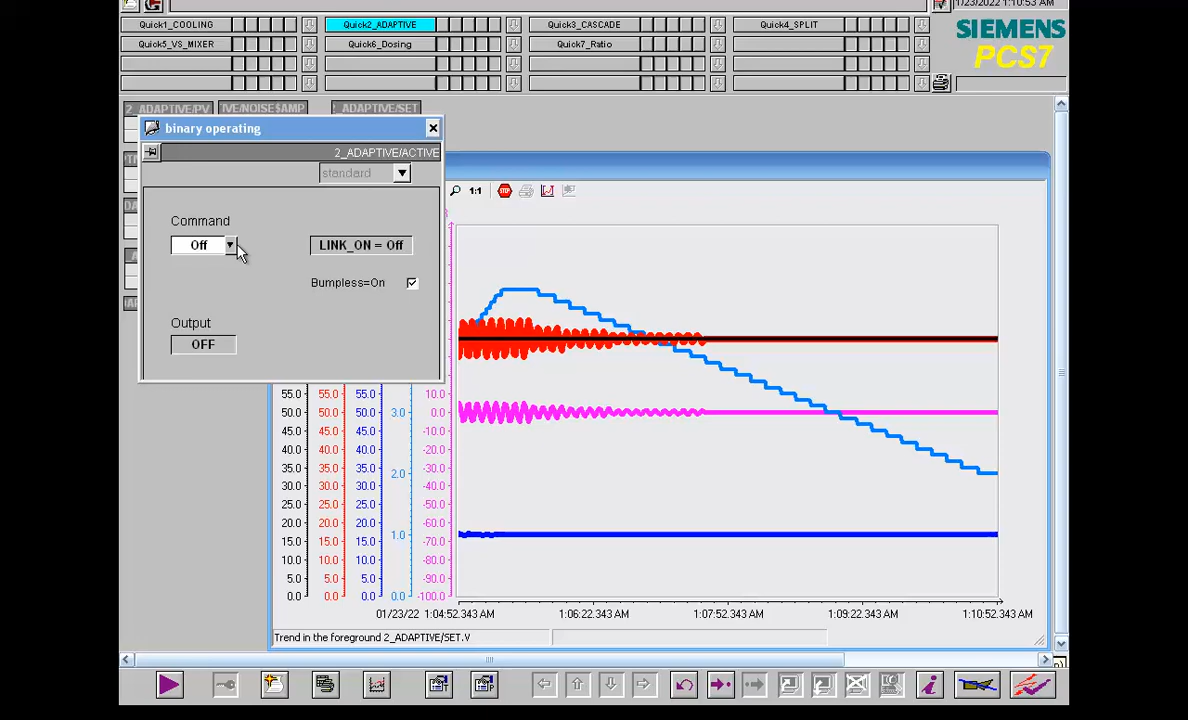 1/23/2022 1:10:53 AM
Quick1_COOLING
Quick2_ADAPTIVE
Quick3_CASCADE
Quick4_SPLIT
SIEMENS
Quick5_VS_MIXER
Quick6_Dosing
Quick7_Ratio
PCS7
2_ADAPTIVE/PV
_ADAPTIVE/SET
binary operating
2_ADAPTIVE/ACTIVE
standard
1:1
STOP
Command
Off
LINK_ON = Off
Bumpless=On
Output
OFF
55.0 55.0 55.0 10.0
50.0 50.0 50.0 3.0 0.0
45.0 45.0 45.0 -10.0
40.0 40.0 40.0 -20.0
35.0 35.0 35.0 -30.0
30.0 30.0 30.0 2.0 -40.0
25.0 25.0 25.0 -50.0
20.0 20.0 20.0 -60.0
15.0 15.0 15.0 1.0 -70.0
10.0 10.0 10.0 -80.0
5.0 5.0 5.0 -90.0
0.0 0.0 0.0 0.0 -100.0
01/23/22 1:04:52.343 AM 1:06:22.343 AM 1:07:52.343 AM 1:09:22.343 AM 1:10:52.343 AM
Trend in the foreground 2_ADAPTIVE/SET.V